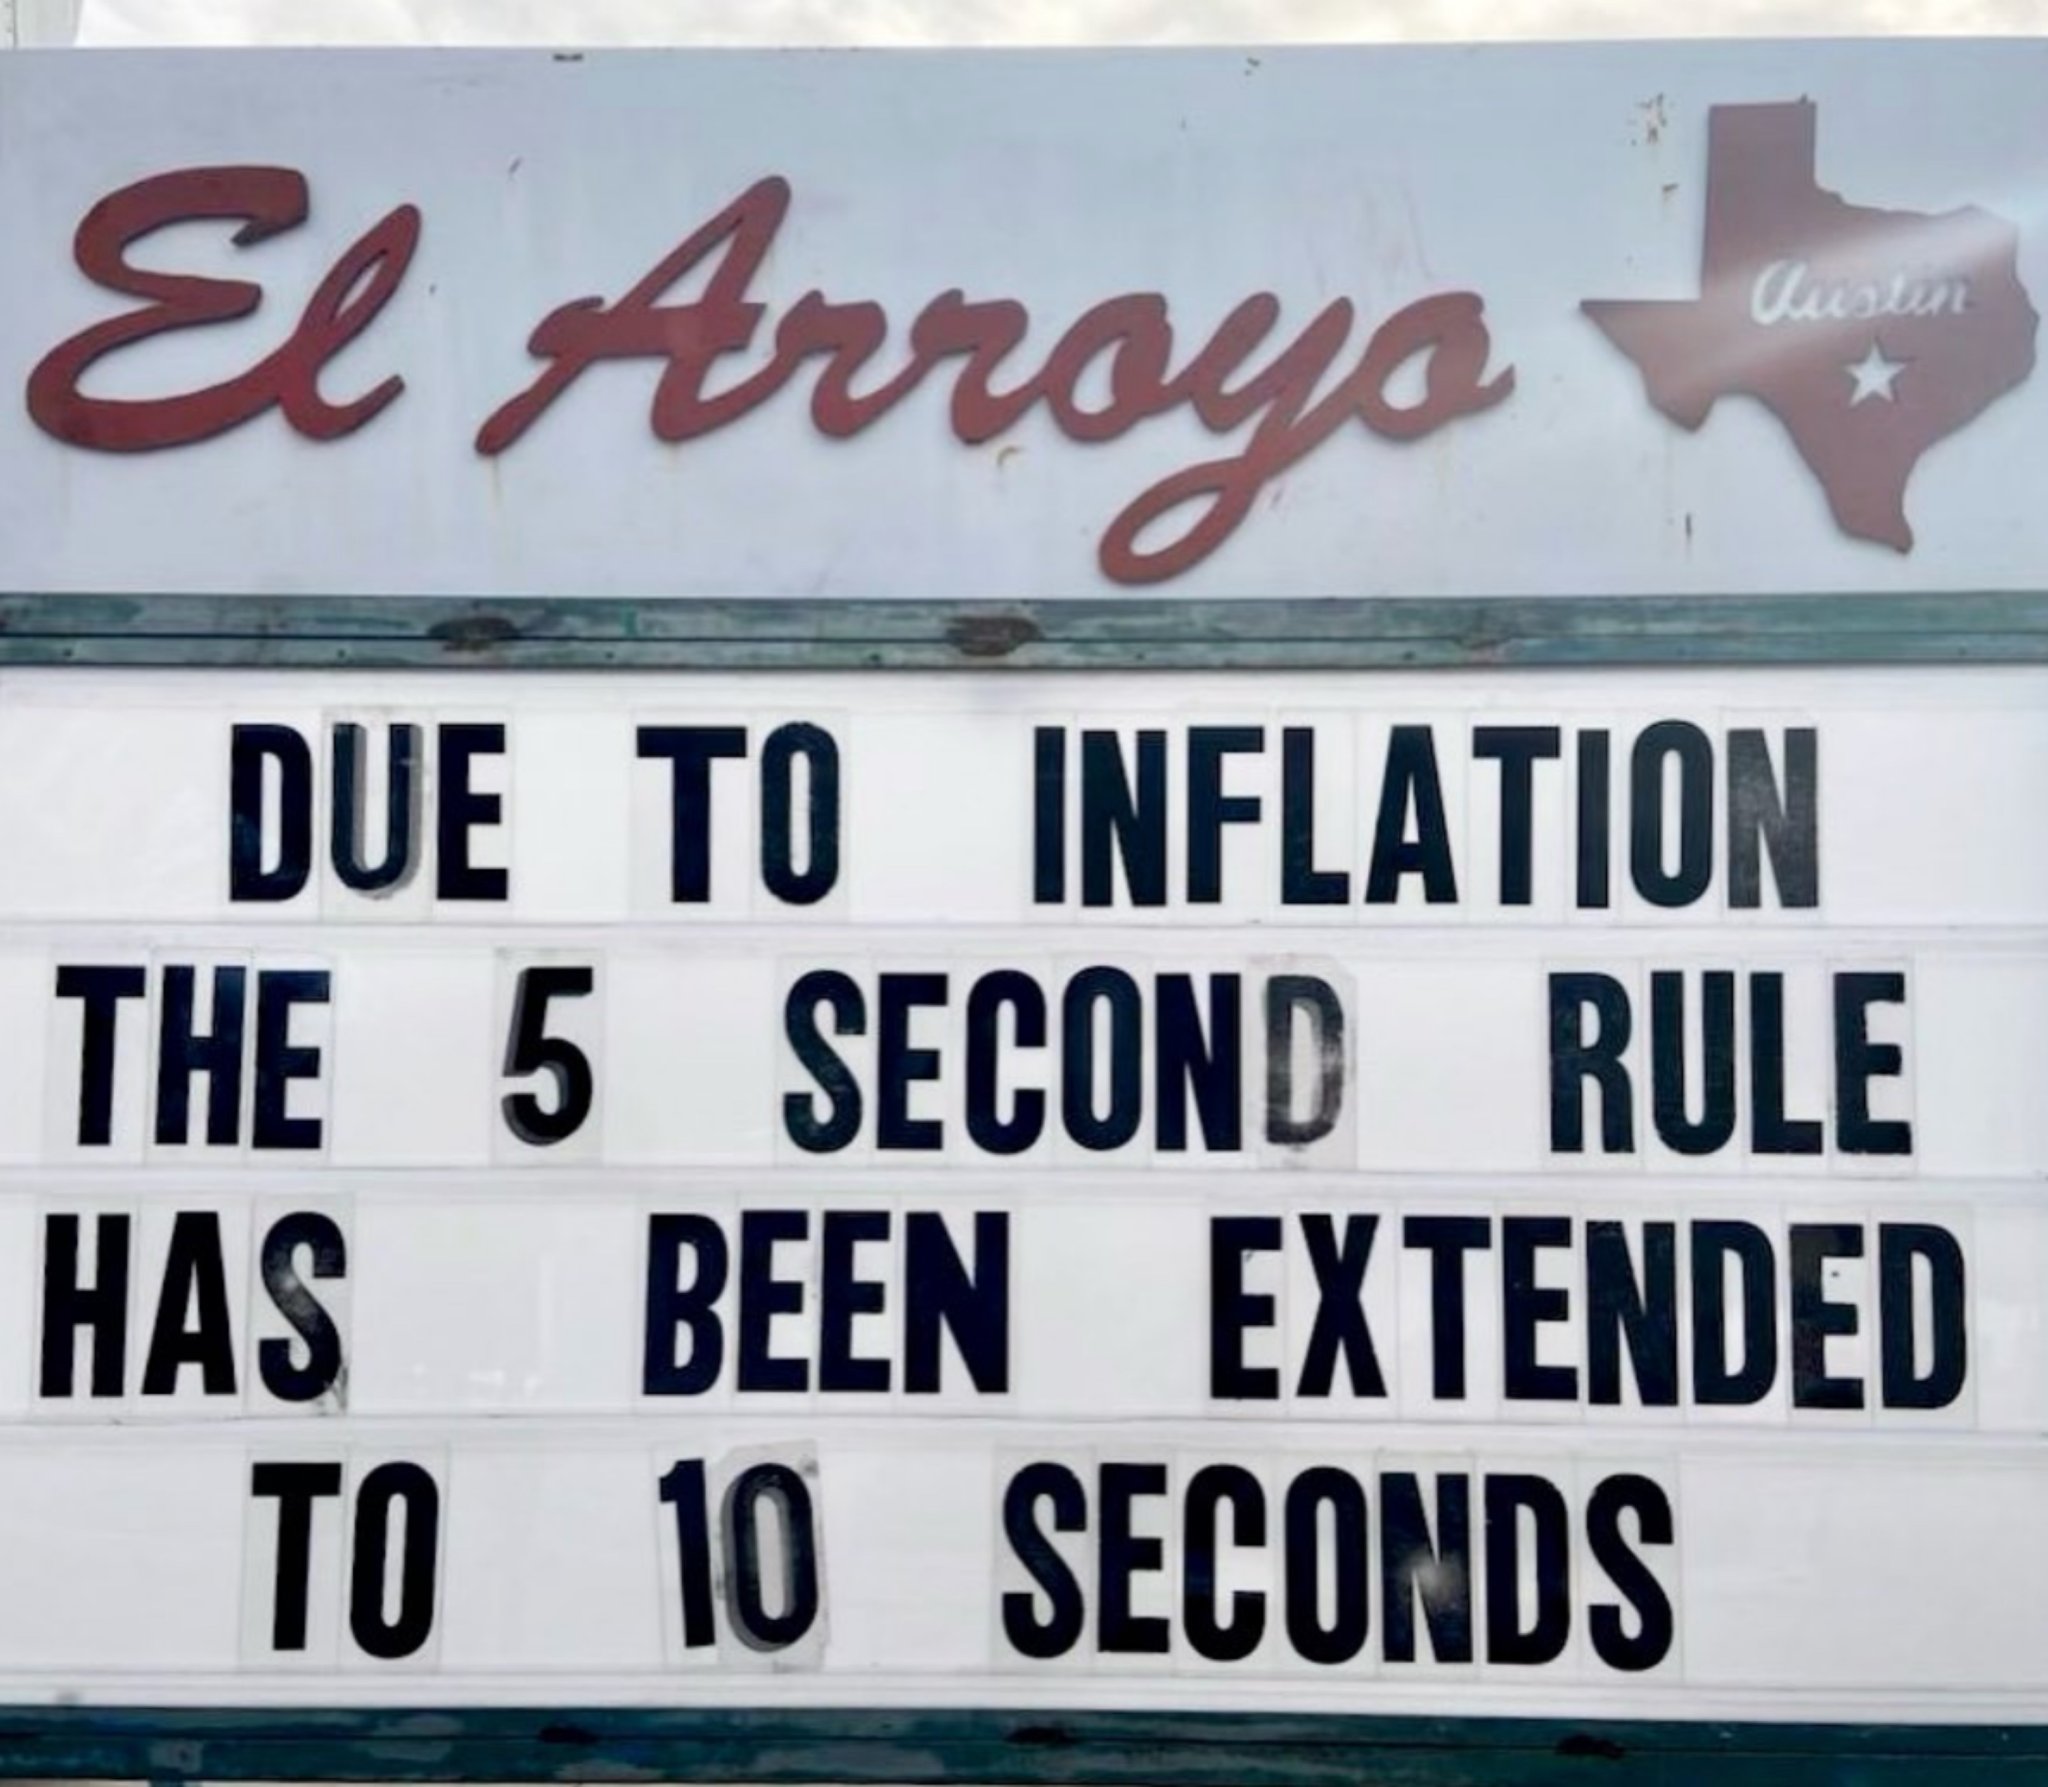 El Arroyo
Austin
DUE TO INFLATION
THE 5 SECOND RULE
HAS BEEN EXTENDED
TO 10 SECONDS